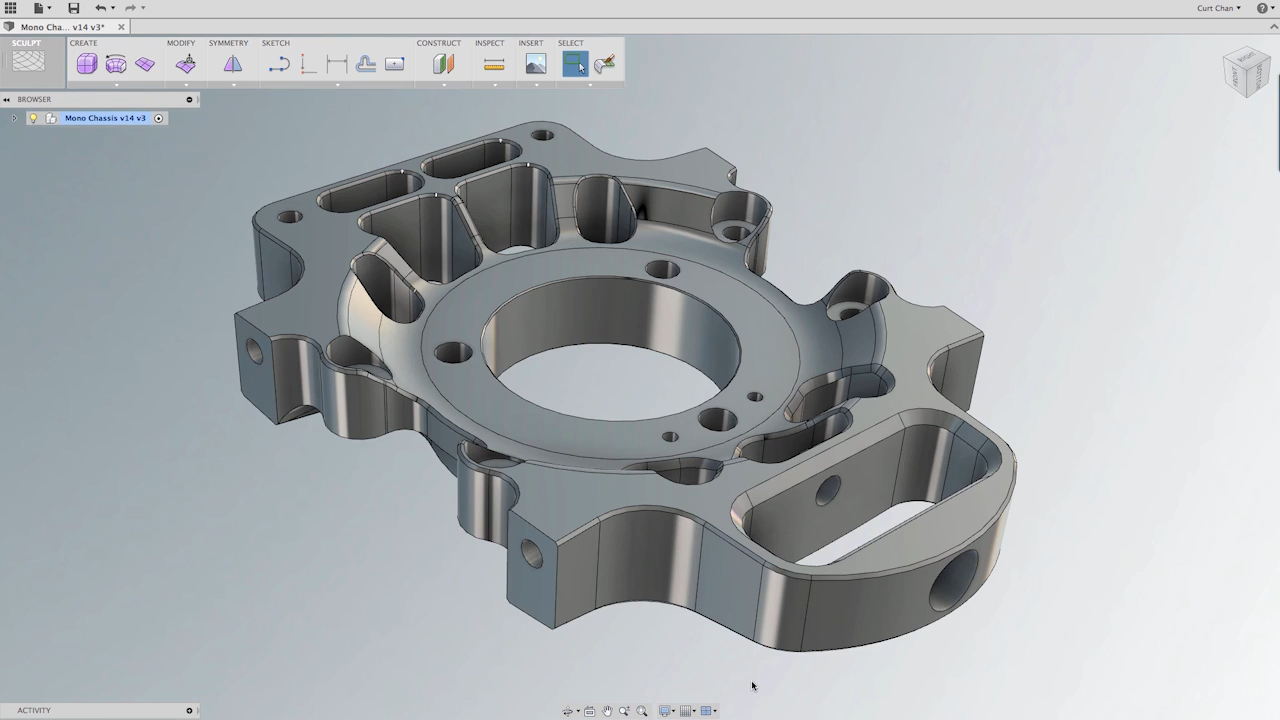 Curt Chan
Mono Cha... v14 v3*
SCULPT
CREATE
MODIFY
SYMMETRY
SKETCH
CONSTRUCT
INSPECT
INSERT
SELECT
BROWSER
Mono Chassis v14 v3
ACTIVITY